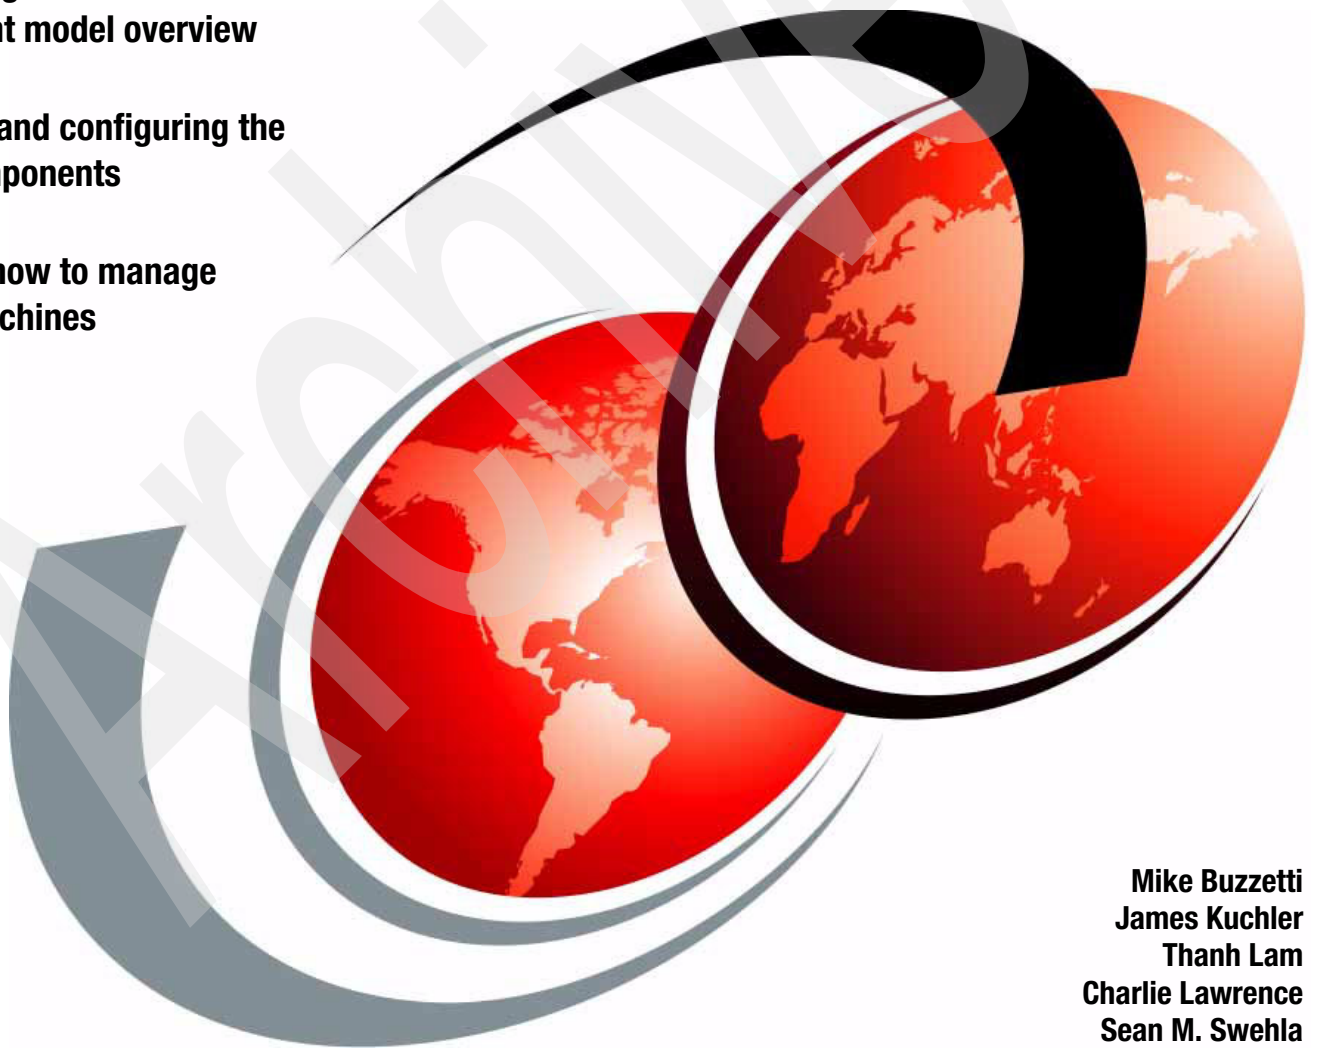 nt model overview
and configuring the
ponents
how to manage
chines
Mike Buzzetti
James Kuchler
Thanh Lam
Charlie Lawrence
Sean M. Swehla